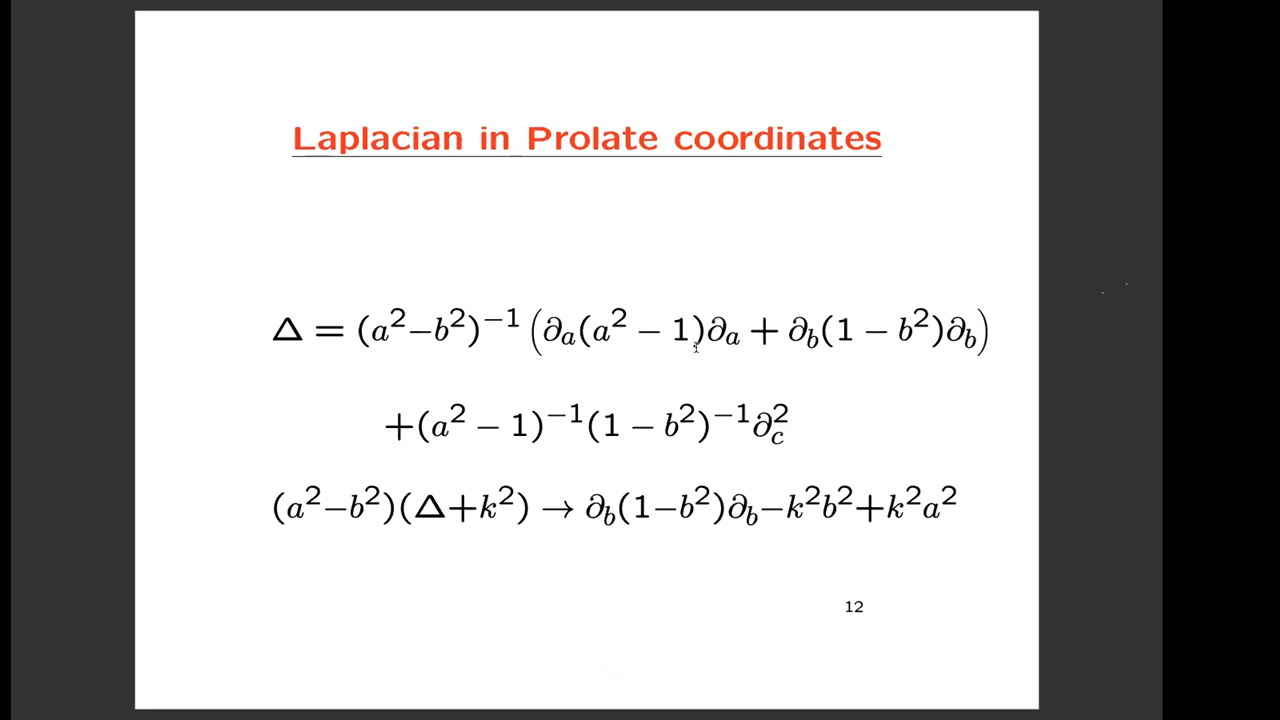 Laplacian in Prolate coordinates
Δ = (a²−b²)⁻¹ (∂ₐ(a² − 1)∂ₐ + ∂_b(1 − b²)∂_b)
+(a² − 1)⁻¹(1 − b²)⁻¹∂_c²
(a²−b²)(Δ+k²) → ∂_b(1−b²)∂_b−k²b²+k²a²
12